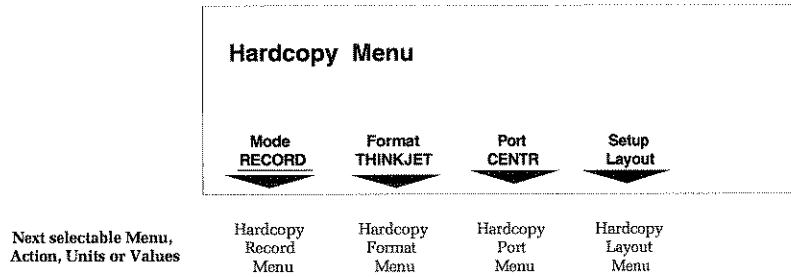 Hardcopy Menu
Mode Format Port Setup
RECORD THINKJET CENTR Layout
Next selectable Menu, Hardcopy Hardcopy Hardcopy Hardcopy
Action, Units or Values Record Format Port Layout
Menu Menu Menu Menu